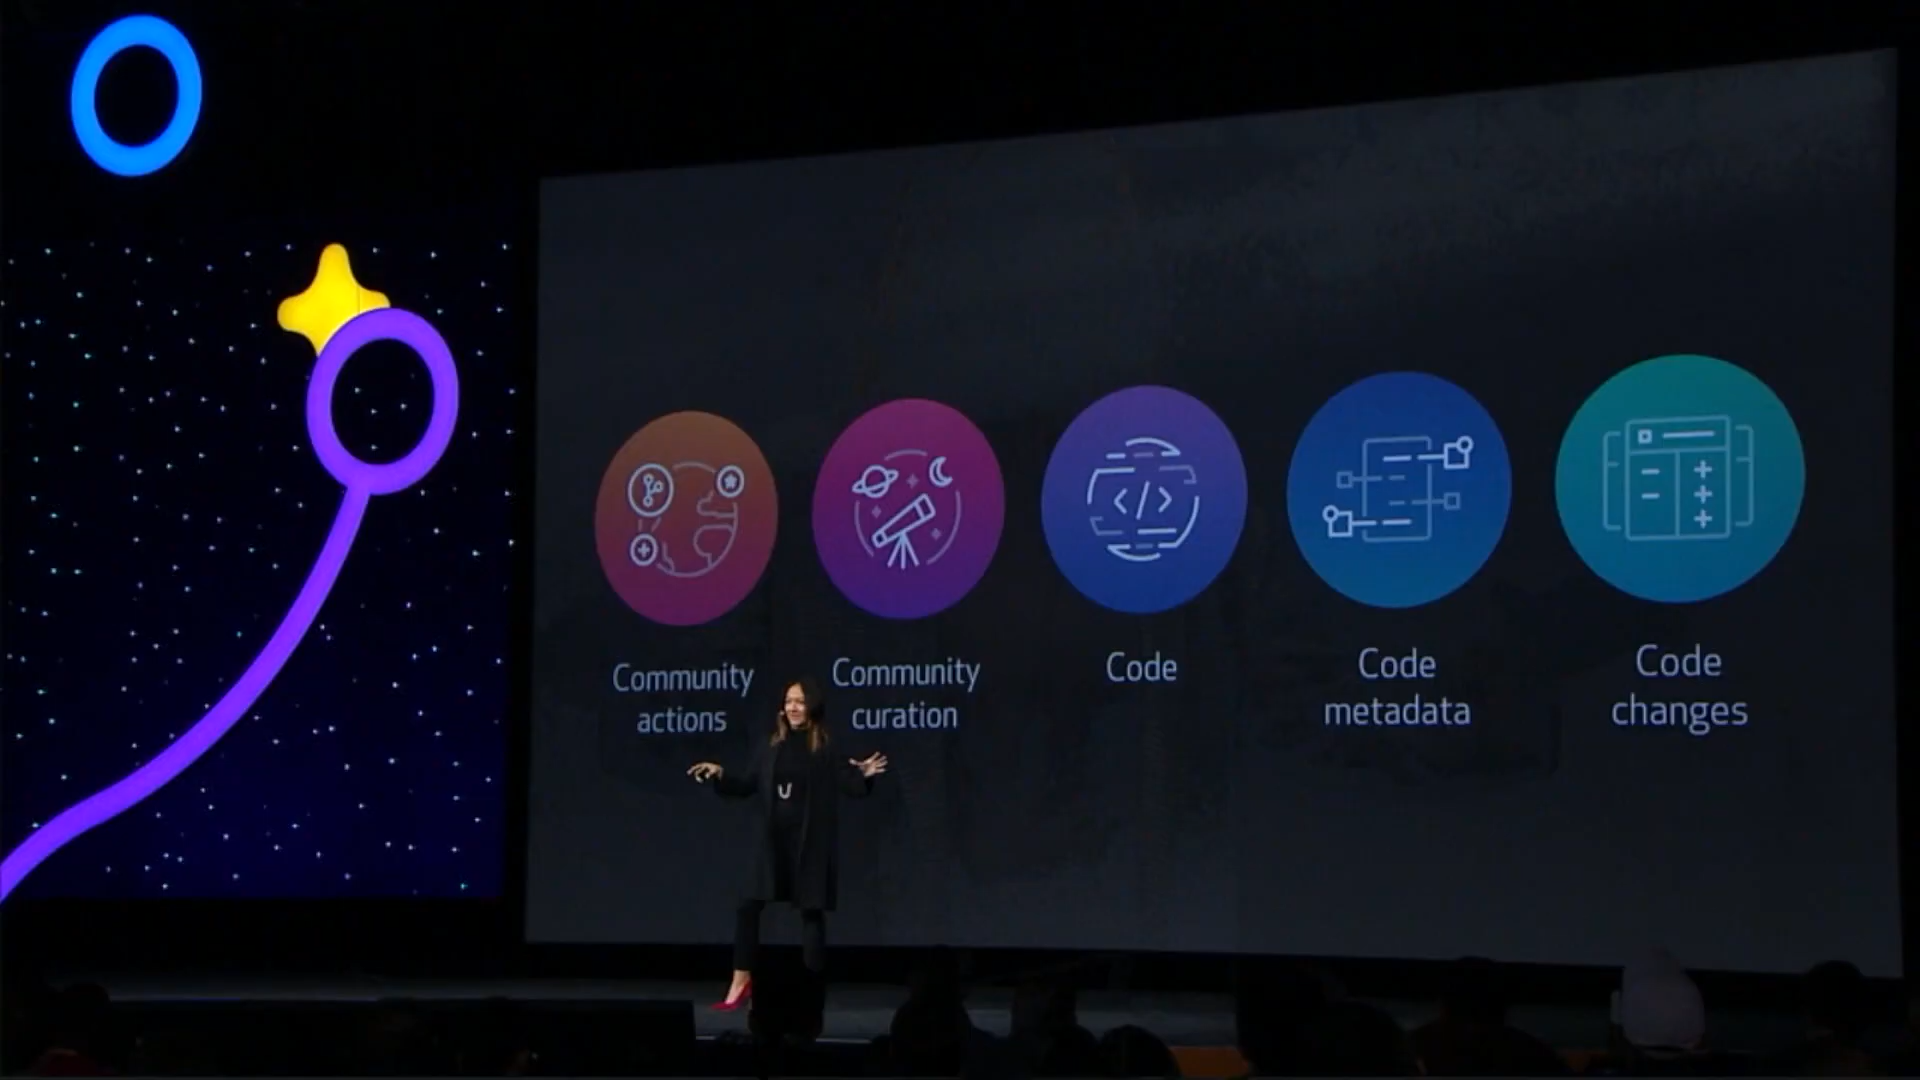 Community
actions
Community
curation
Code
Code
metadata
Code
changes